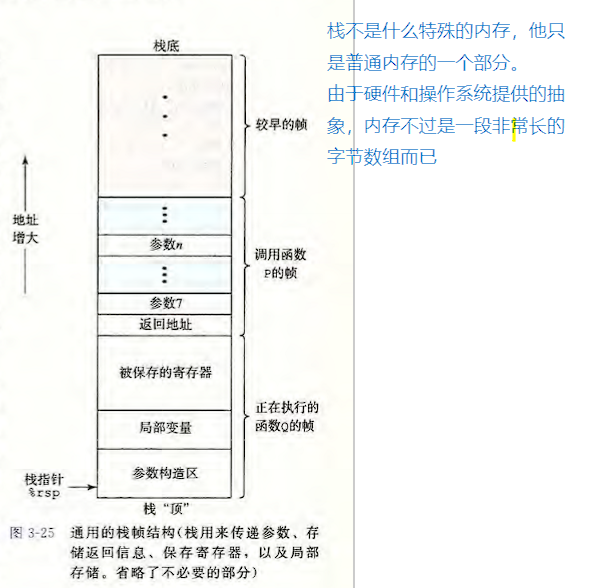 栈底
栈不是什么特殊的内存，他只
是普通内存的一个部分。
由于硬件和操作系统提供的抽
象，内存不过是一段非常长的
字节数组而已
较早的帧
地址
增大
参数n
调用函数
P的帧
参数7
返回地址
被保存的寄存器
正在执行的
函数Q的帧
局部变量
参数构造区
栈指针
%rsp
栈“顶”
图 3-25 通用的栈帧结构(栈用来传递参数、存
储返回信息、保存寄存器，以及局部
存储。省略了不必要的部分)